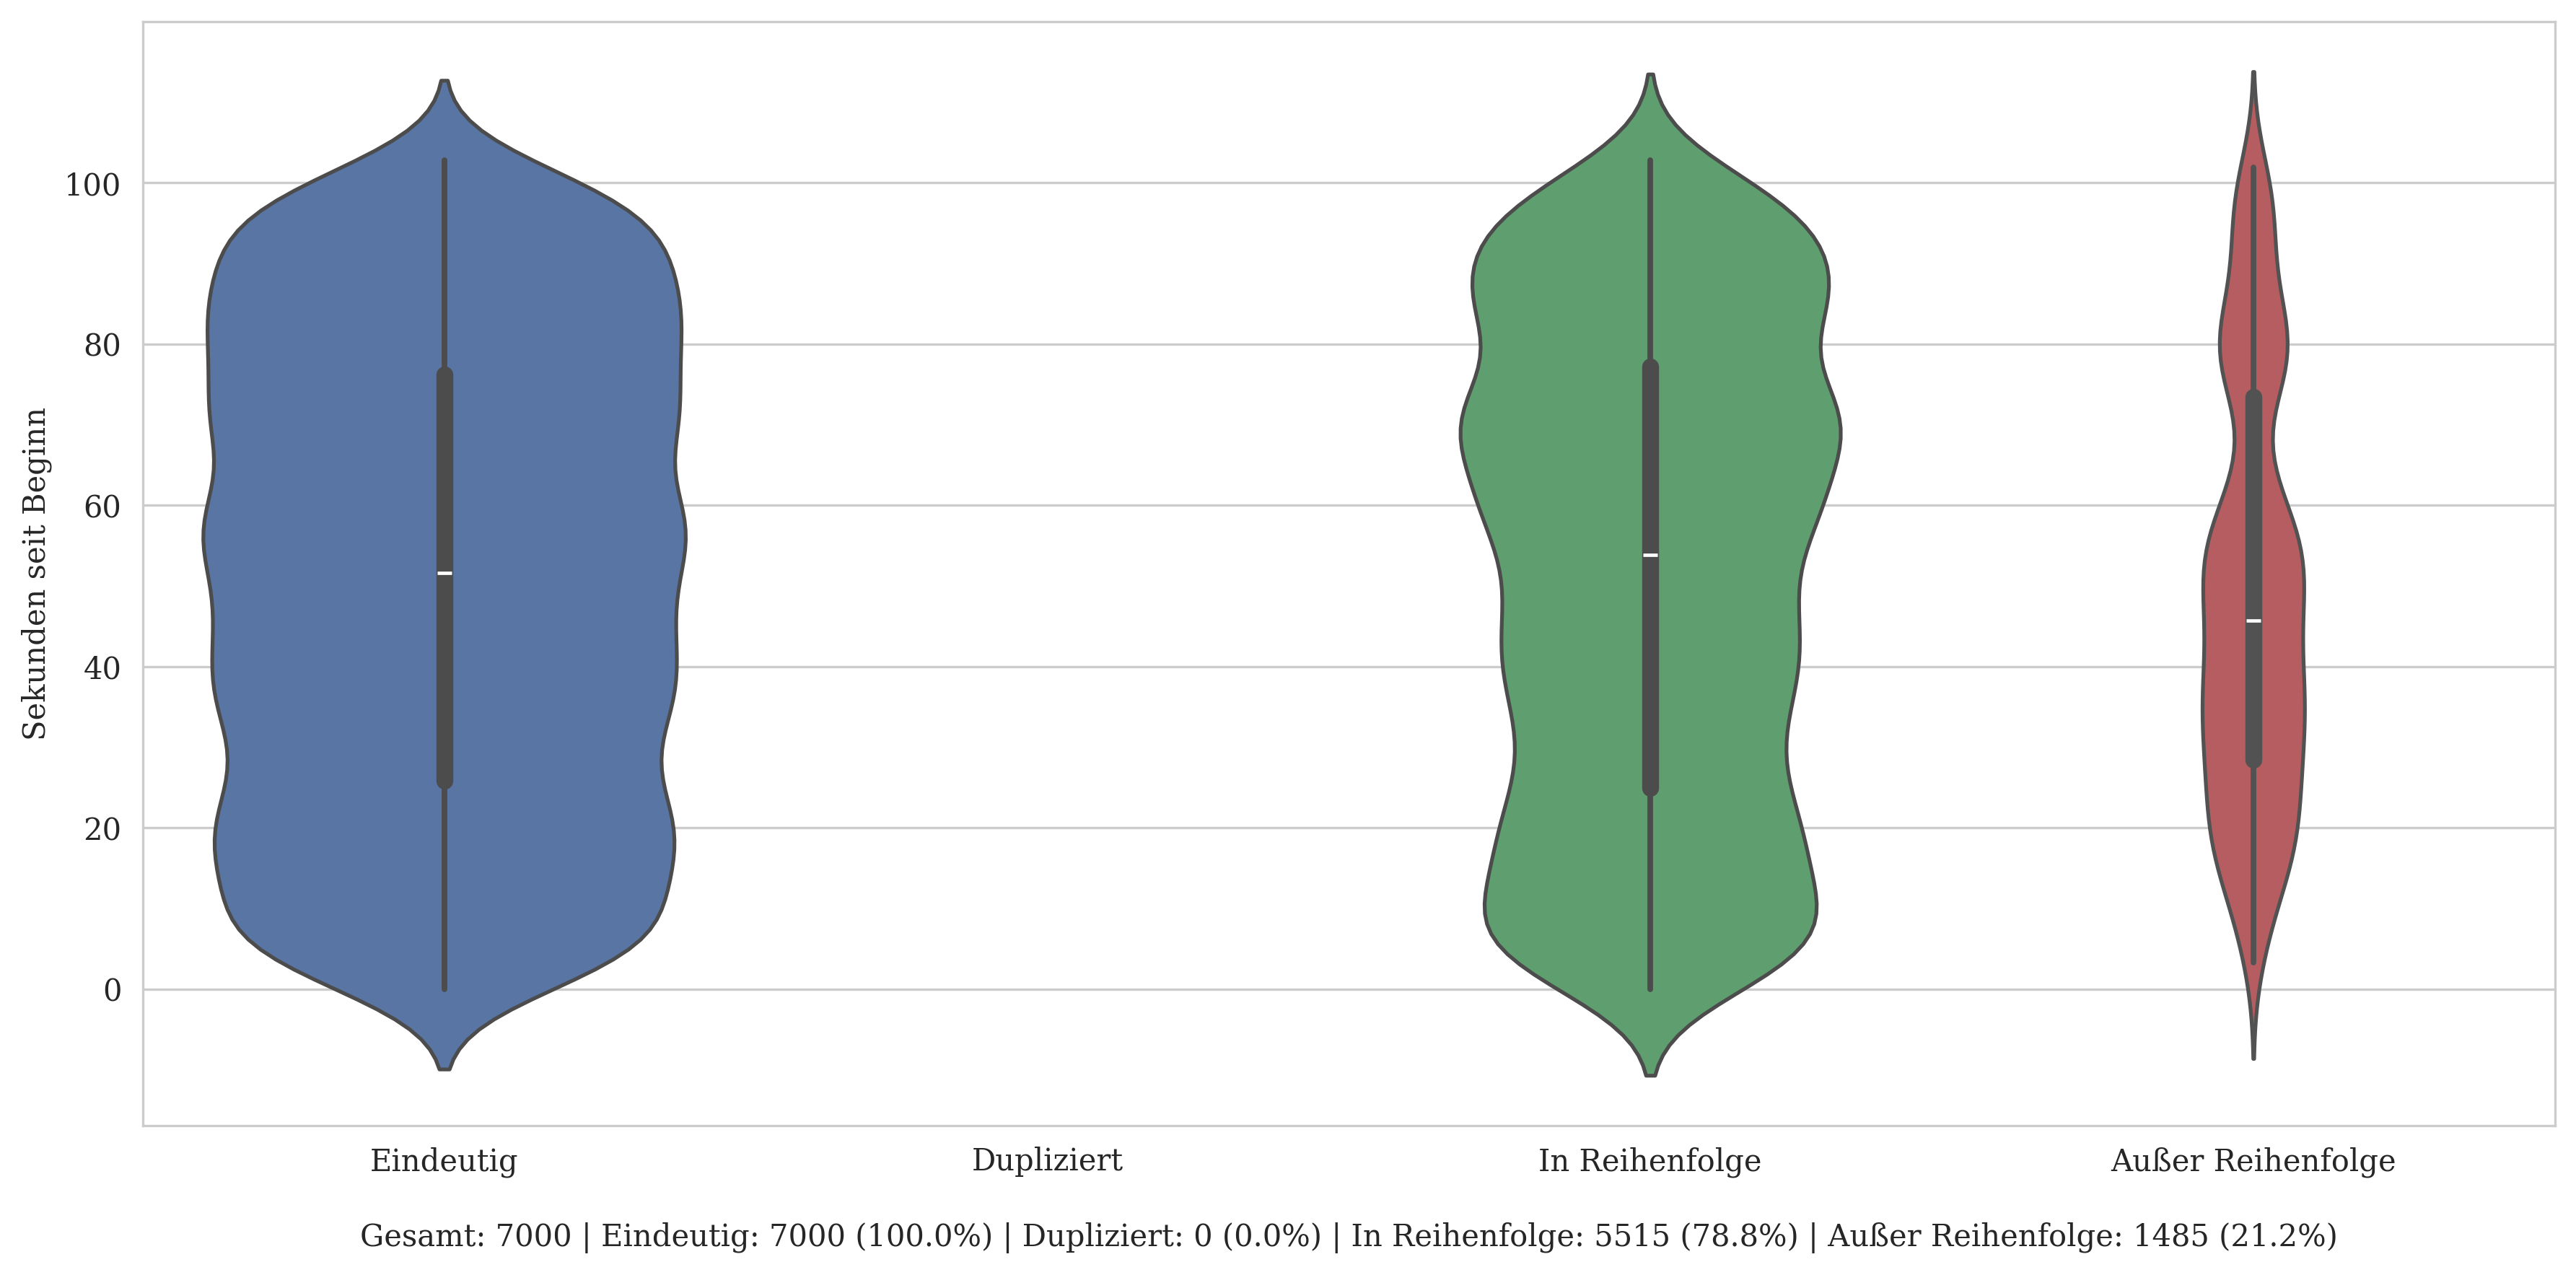 Sekunden seit Beginn
100
80
60
40
20
0
Eindeutig
Dupliziert
In Reihenfolge
Außer Reihenfolge
Gesamt: 7000 | Eindeutig: 7000 (100.0%) | Dupliziert: 0 (0.0%) | In Reihenfolge: 5515 (78.8%) | Außer Reihenfolge: 1485 (21.2%)